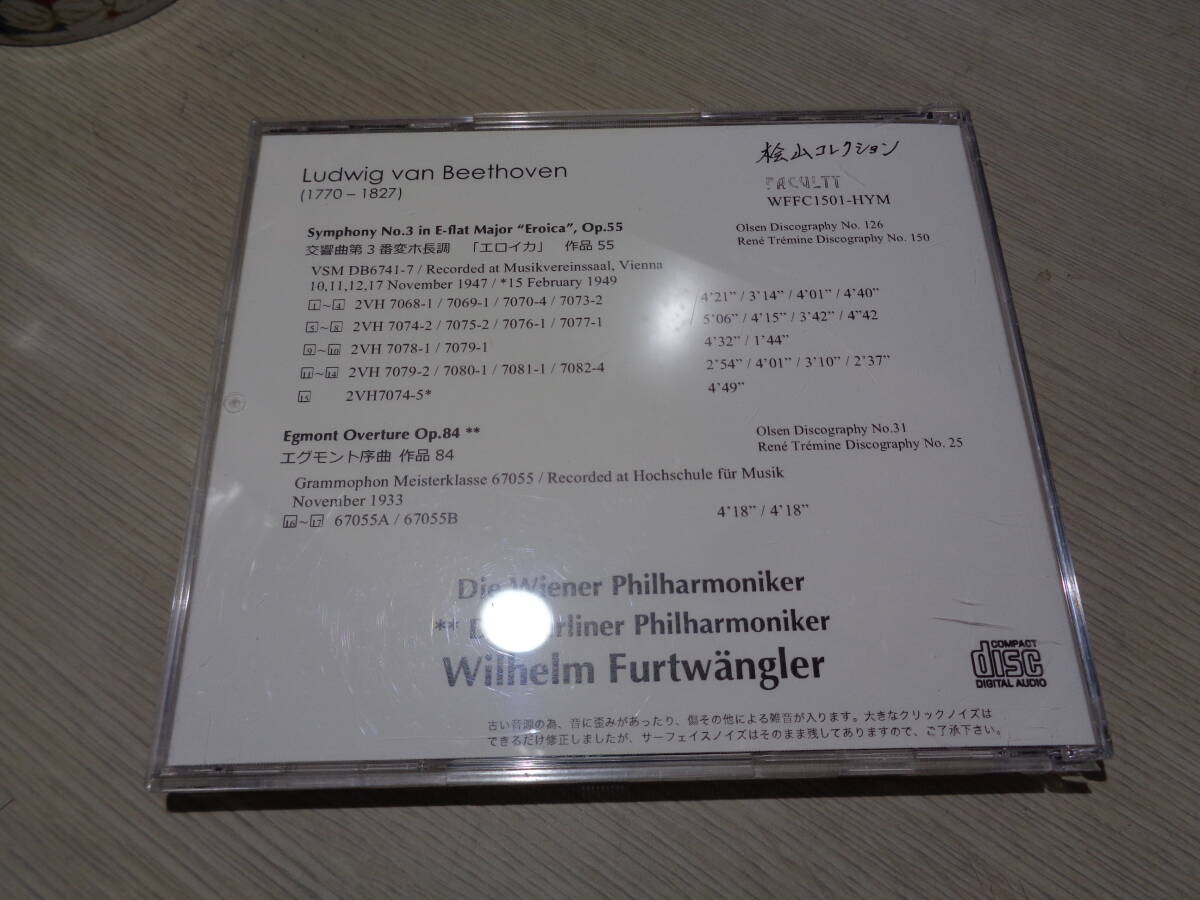 Ludwig van Beethoven
(1770 – 1827)
桧山コレクション
FACULTT
WFFC1501-HYM
Symphony No.3 in E-flat Major “Eroica”, Op.55
交響曲第3番変ホ長調 「エロイカ」 作品 55
Olsen Discography No. 126
René Trémine Discography No. 150
VSM DB6741-7 / Recorded at Musikvereinssaal, Vienna
10,11,12,17 November 1947 / *15 February 1949
1~4 2VH 7068-1 / 7069-1 / 7070-4 / 7073-2 4’21” / 3’14” / 4’01” / 4’40”
5~8 2VH 7074-2 / 7075-2 / 7076-1 / 7077-1 5’06” / 4’15” / 3’42” / 4”42
9~10 2VH 7078-1 / 7079-1 4’32” / 1’44”
11~14 2VH 7079-2 / 7080-1 / 7081-1 / 7082-4 2’54” / 4’01” / 3’10” / 2’37”
15 2VH7074-5* 4’49”
Egmont Overture Op.84 **
エグモント序曲 作品 84
Olsen Discography No.31
René Trémine Discography No. 25
Grammophon Meisterklasse 67055 / Recorded at Hochschule für Musik
November 1933
16~17 67055A / 67055B 4’18” / 4’18”
Die Wiener Philharmoniker
** Die Berliner Philharmoniker
Wilhelm Furtwängler
COMPACT
disc
DIGITAL AUDIO
古い音源の為、音に歪みがあったり、傷その他による雑音が入ります。大きなクリックノイズは
できるだけ修正しましたが、サーフェイスノイズはそのまま残してありますので、ご了承下さい。